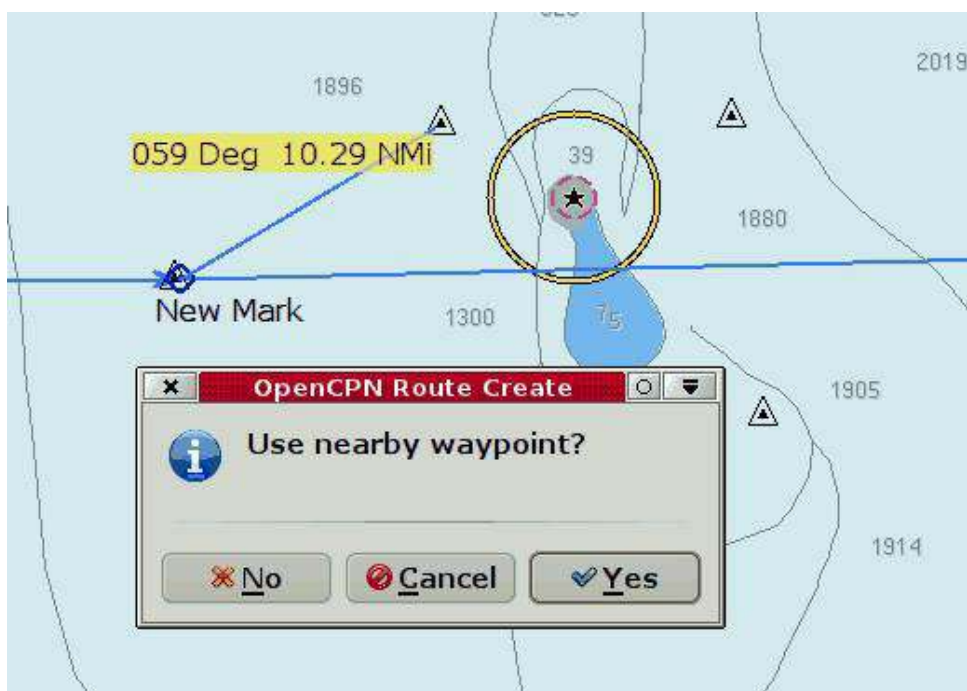 2019
1896
059 Deg 10.29 NMi
39
1880
New Mark
1300
75
OpenCPN Route Create
1905
Use nearby waypoint?
1914
No
Cancel
Yes